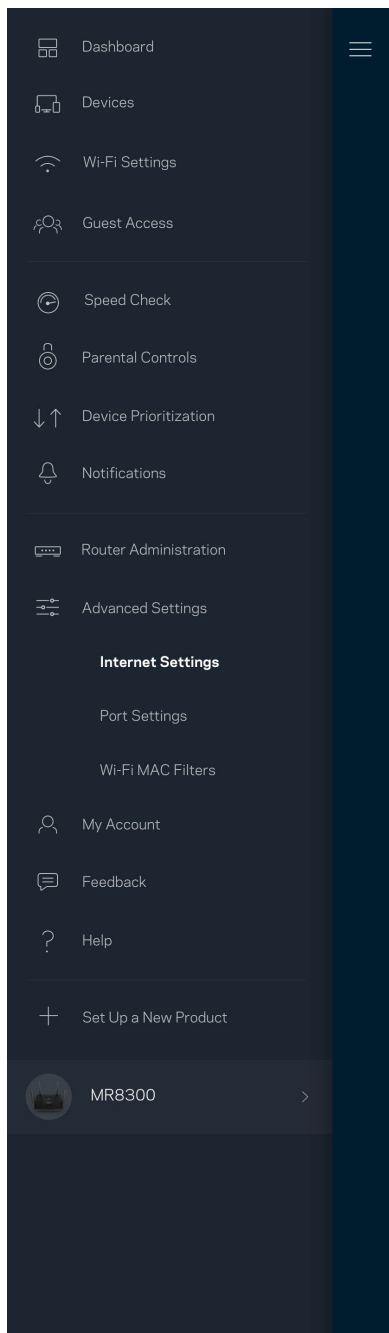 Dashboard
Devices
Wi-Fi Settings
Guest Access
Speed Check
Parental Controls
Device Prioritization
Notifications
Router Administration
Advanced Settings
Internet Settings
Port Settings
Wi-Fi MAC Filters
My Account
Feedback
Help
Set Up a New Product
MR8300